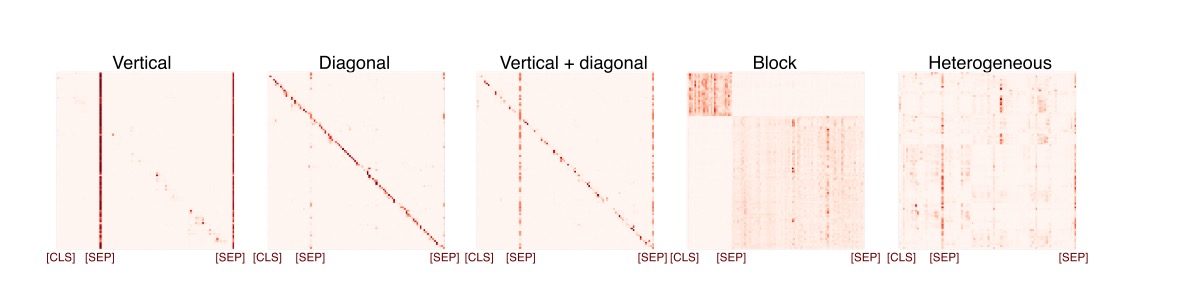 Vertical Diagonal Vertical + diagonal Block Heterogeneous
[CLS] [SEP] [SEP] [CLS] [SEP] [SEP] [CLS] [SEP] [SEP] [CLS] [SEP] [SEP] [CLS] [SEP] [SEP]